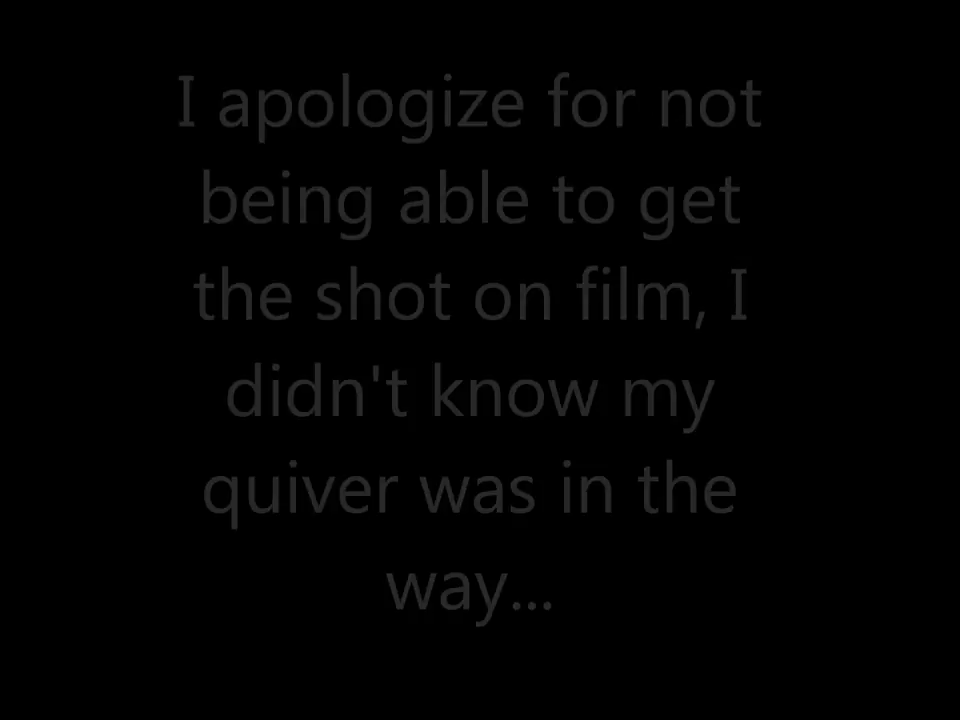 I apologize for not
being able to get
the shot on film, I
didn't know my
quiver was in the
way...